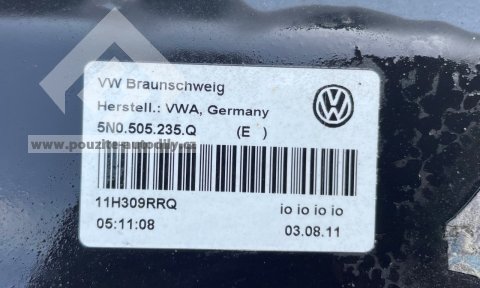 VW Braunschweig
Herstell.: VWA, Germany
5N0.505.235.Q (E )
www.pouzite-autodily.cz
11H309RRQ io io io io
05:11:08 03.08.11